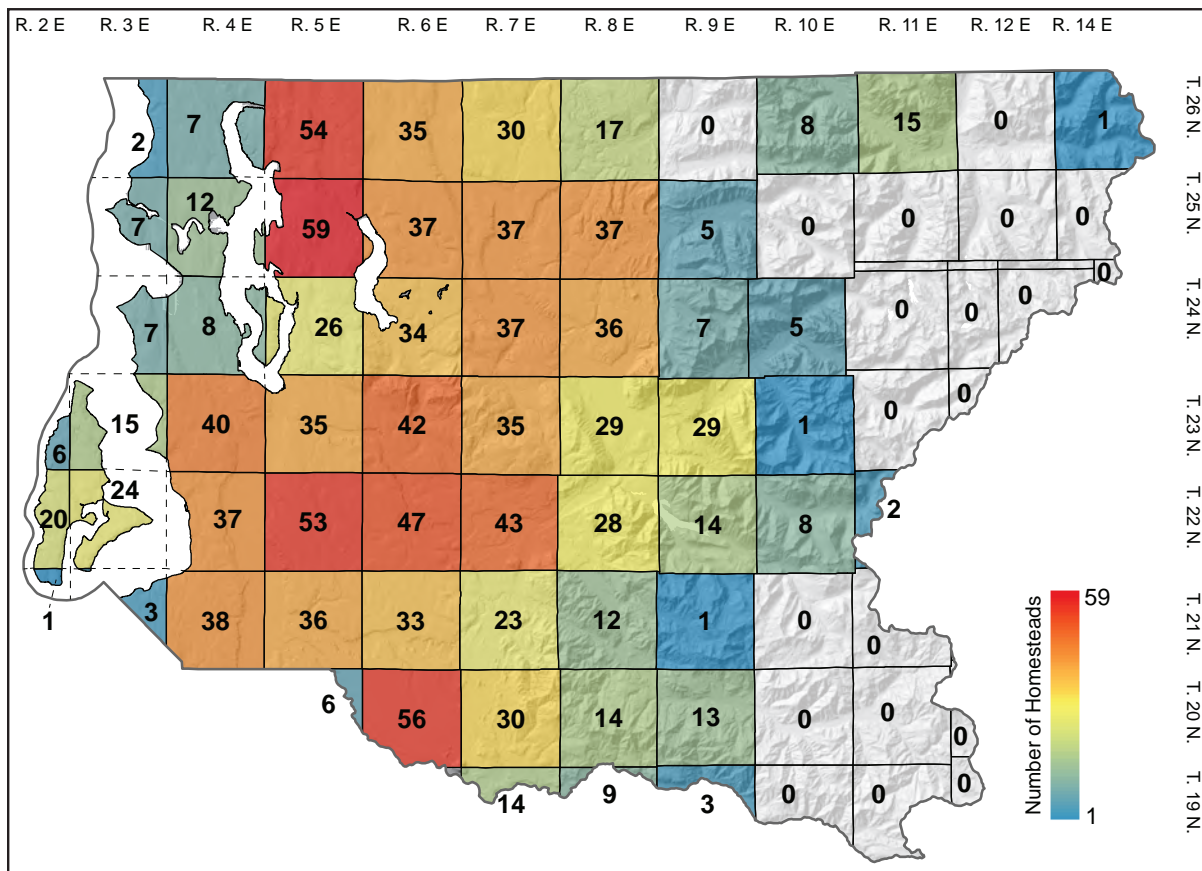 R. 2 E R. 3 E R. 4 E R. 5 E R. 6 E R. 7 E R. 8 E R. 9 E R. 10 E R. 11 E R. 12 E R. 14 E
2 7 54 35 30 17 0 8 15 0 1 T. 26 N.
7 12 59 37 37 37 5 0 0 0 0 T. 25 N.
0
7 8 26 34 37 36 7 5 0 0 0 T. 24 N.
6 15 40 35 42 35 29 29 1 0 0 T. 23 N.
20 24 37 53 47 43 28 14 8 2 T. 22 N.
1 3 38 36 33 23 12 1 0 0 T. 21 N.
6 56 30 14 13 0 0 0 T. 20 N.
14 9 3 0 0 0 T. 19 N.
Number of Homesteads
59
1